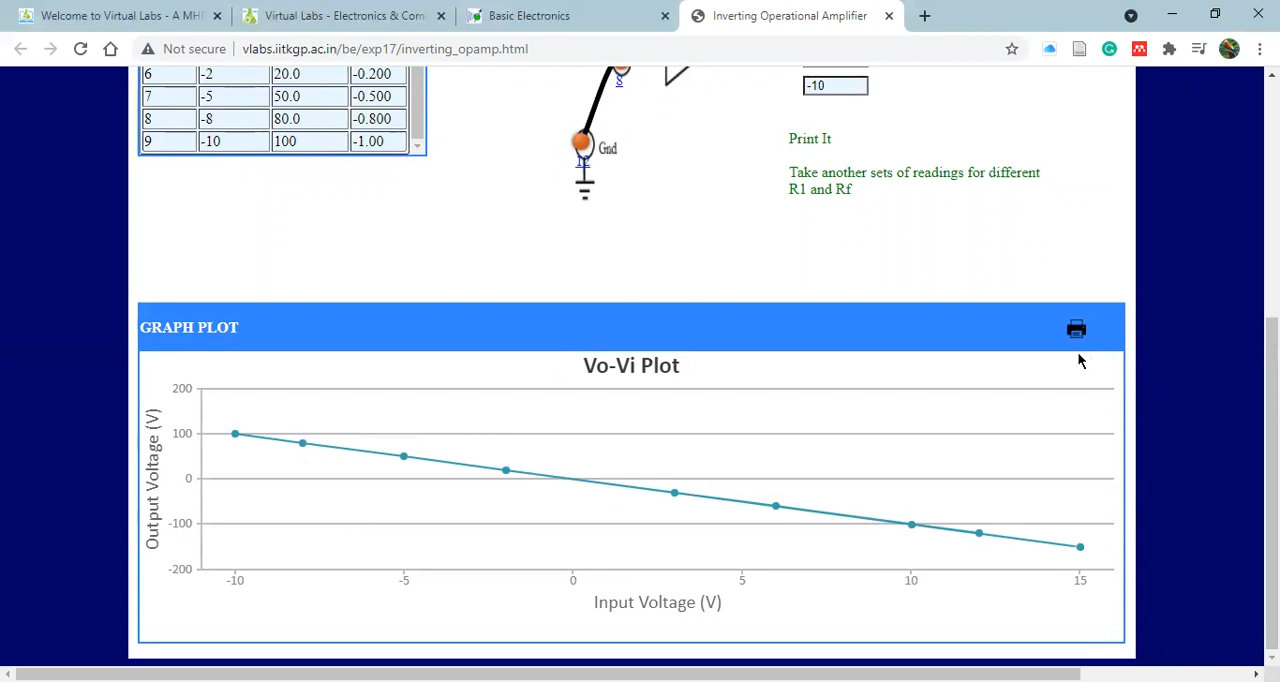 Welcome to Virtual Labs - A MHR
Virtual Labs - Electronics & Com
Basic Electronics
Inverting Operational Amplifier
Not secure
vlabs.iitkgp.ac.in/be/exp17/inverting_opamp.html
6 -2 20.0 -0.200
7 -5 50.0 -0.500
8 -8 80.0 -0.800
9 -10 100 -1.00
8
12
Gnd
-10
Print It
Take another sets of readings for different
R1 and Rf
GRAPH PLOT
Vo-Vi Plot
Output Voltage (V)
200
100
0
-100
-200
-10 -5 0 5 10 15
Input Voltage (V)